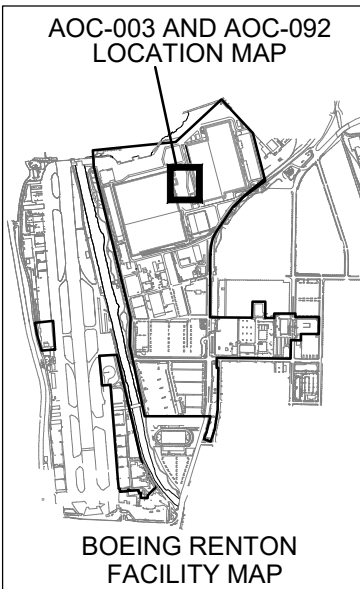 AOC-003 AND AOC-092
LOCATION MAP
BOEING RENTON
FACILITY MAP